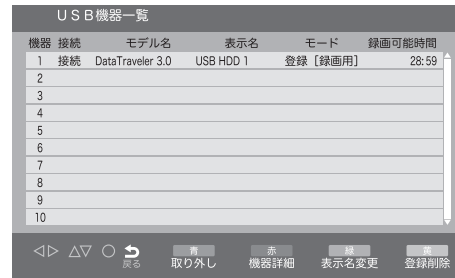 USB機器一覧
機器 接続 モデル名 表示名 モード 録画可能時間
1 接続 DataTraveler 3.0 USB HDD 1 登録［録画用］ 28:59
2
3
4
5
6
7
8
9
10
戻る 青 取り外し 赤 機器詳細 緑 表示名変更 黄 登録削除